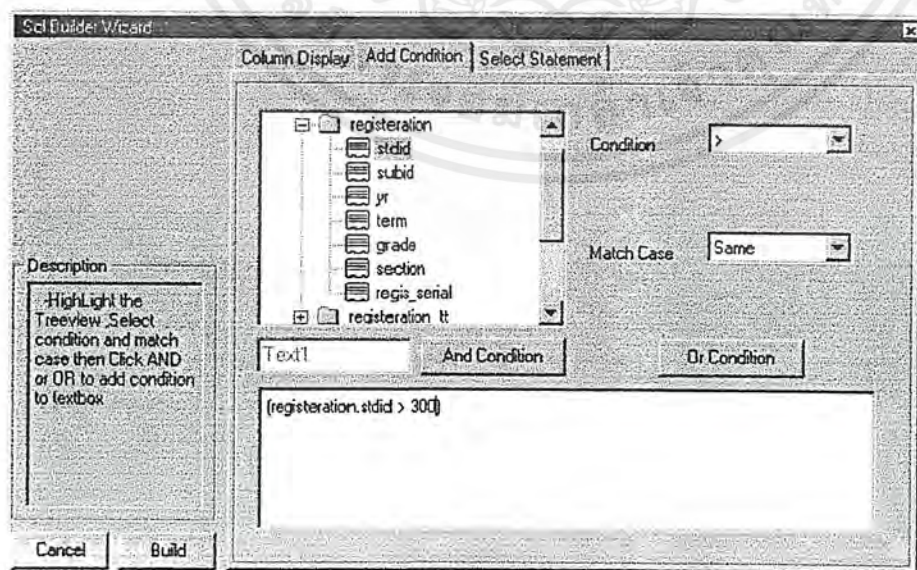 Sql Builder Wizard
Column Display Add Condition Select Statement
registeration
stdid
subid
yr
term
grade
section
regis_serial
registeration_tt
Condition >
Match Case Same
Description
-HighLight the
Treeview ,Select
condition and match
case then Click AND
or OR to add condition
to textbox
Text1 And Condition Or Condition
(registeration.stdid > 300)
Cancel Build